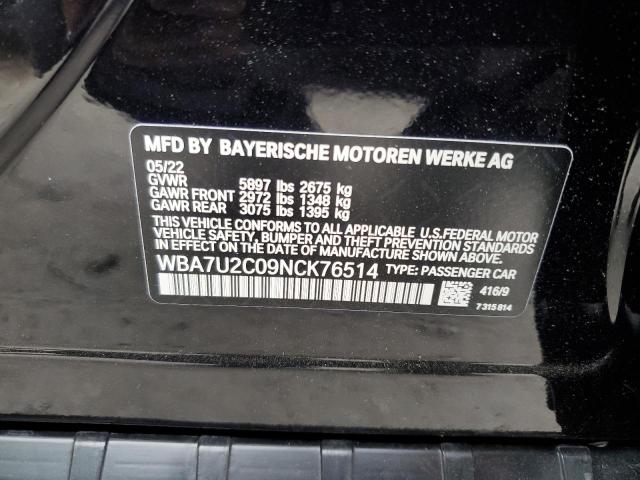 MFD BY BAYERISCHE MOTOREN WERKE AG
05/22
GVWR 5897 lbs 2675 kg
GAWR FRONT 2972 lbs 1348 kg
GAWR REAR 3075 lbs 1395 kg
THIS VEHICLE CONFORMS TO ALL APPLICABLE U.S. FEDERAL MOTOR
VEHICLE SAFETY, BUMPER AND THEFT PREVENTION STANDARDS
IN EFFECT ON THE DATE OF MANUFACTURE SHOWN ABOVE.
WBA7U2C09NCK76514 TYPE: PASSENGER CAR
416/9
7315814